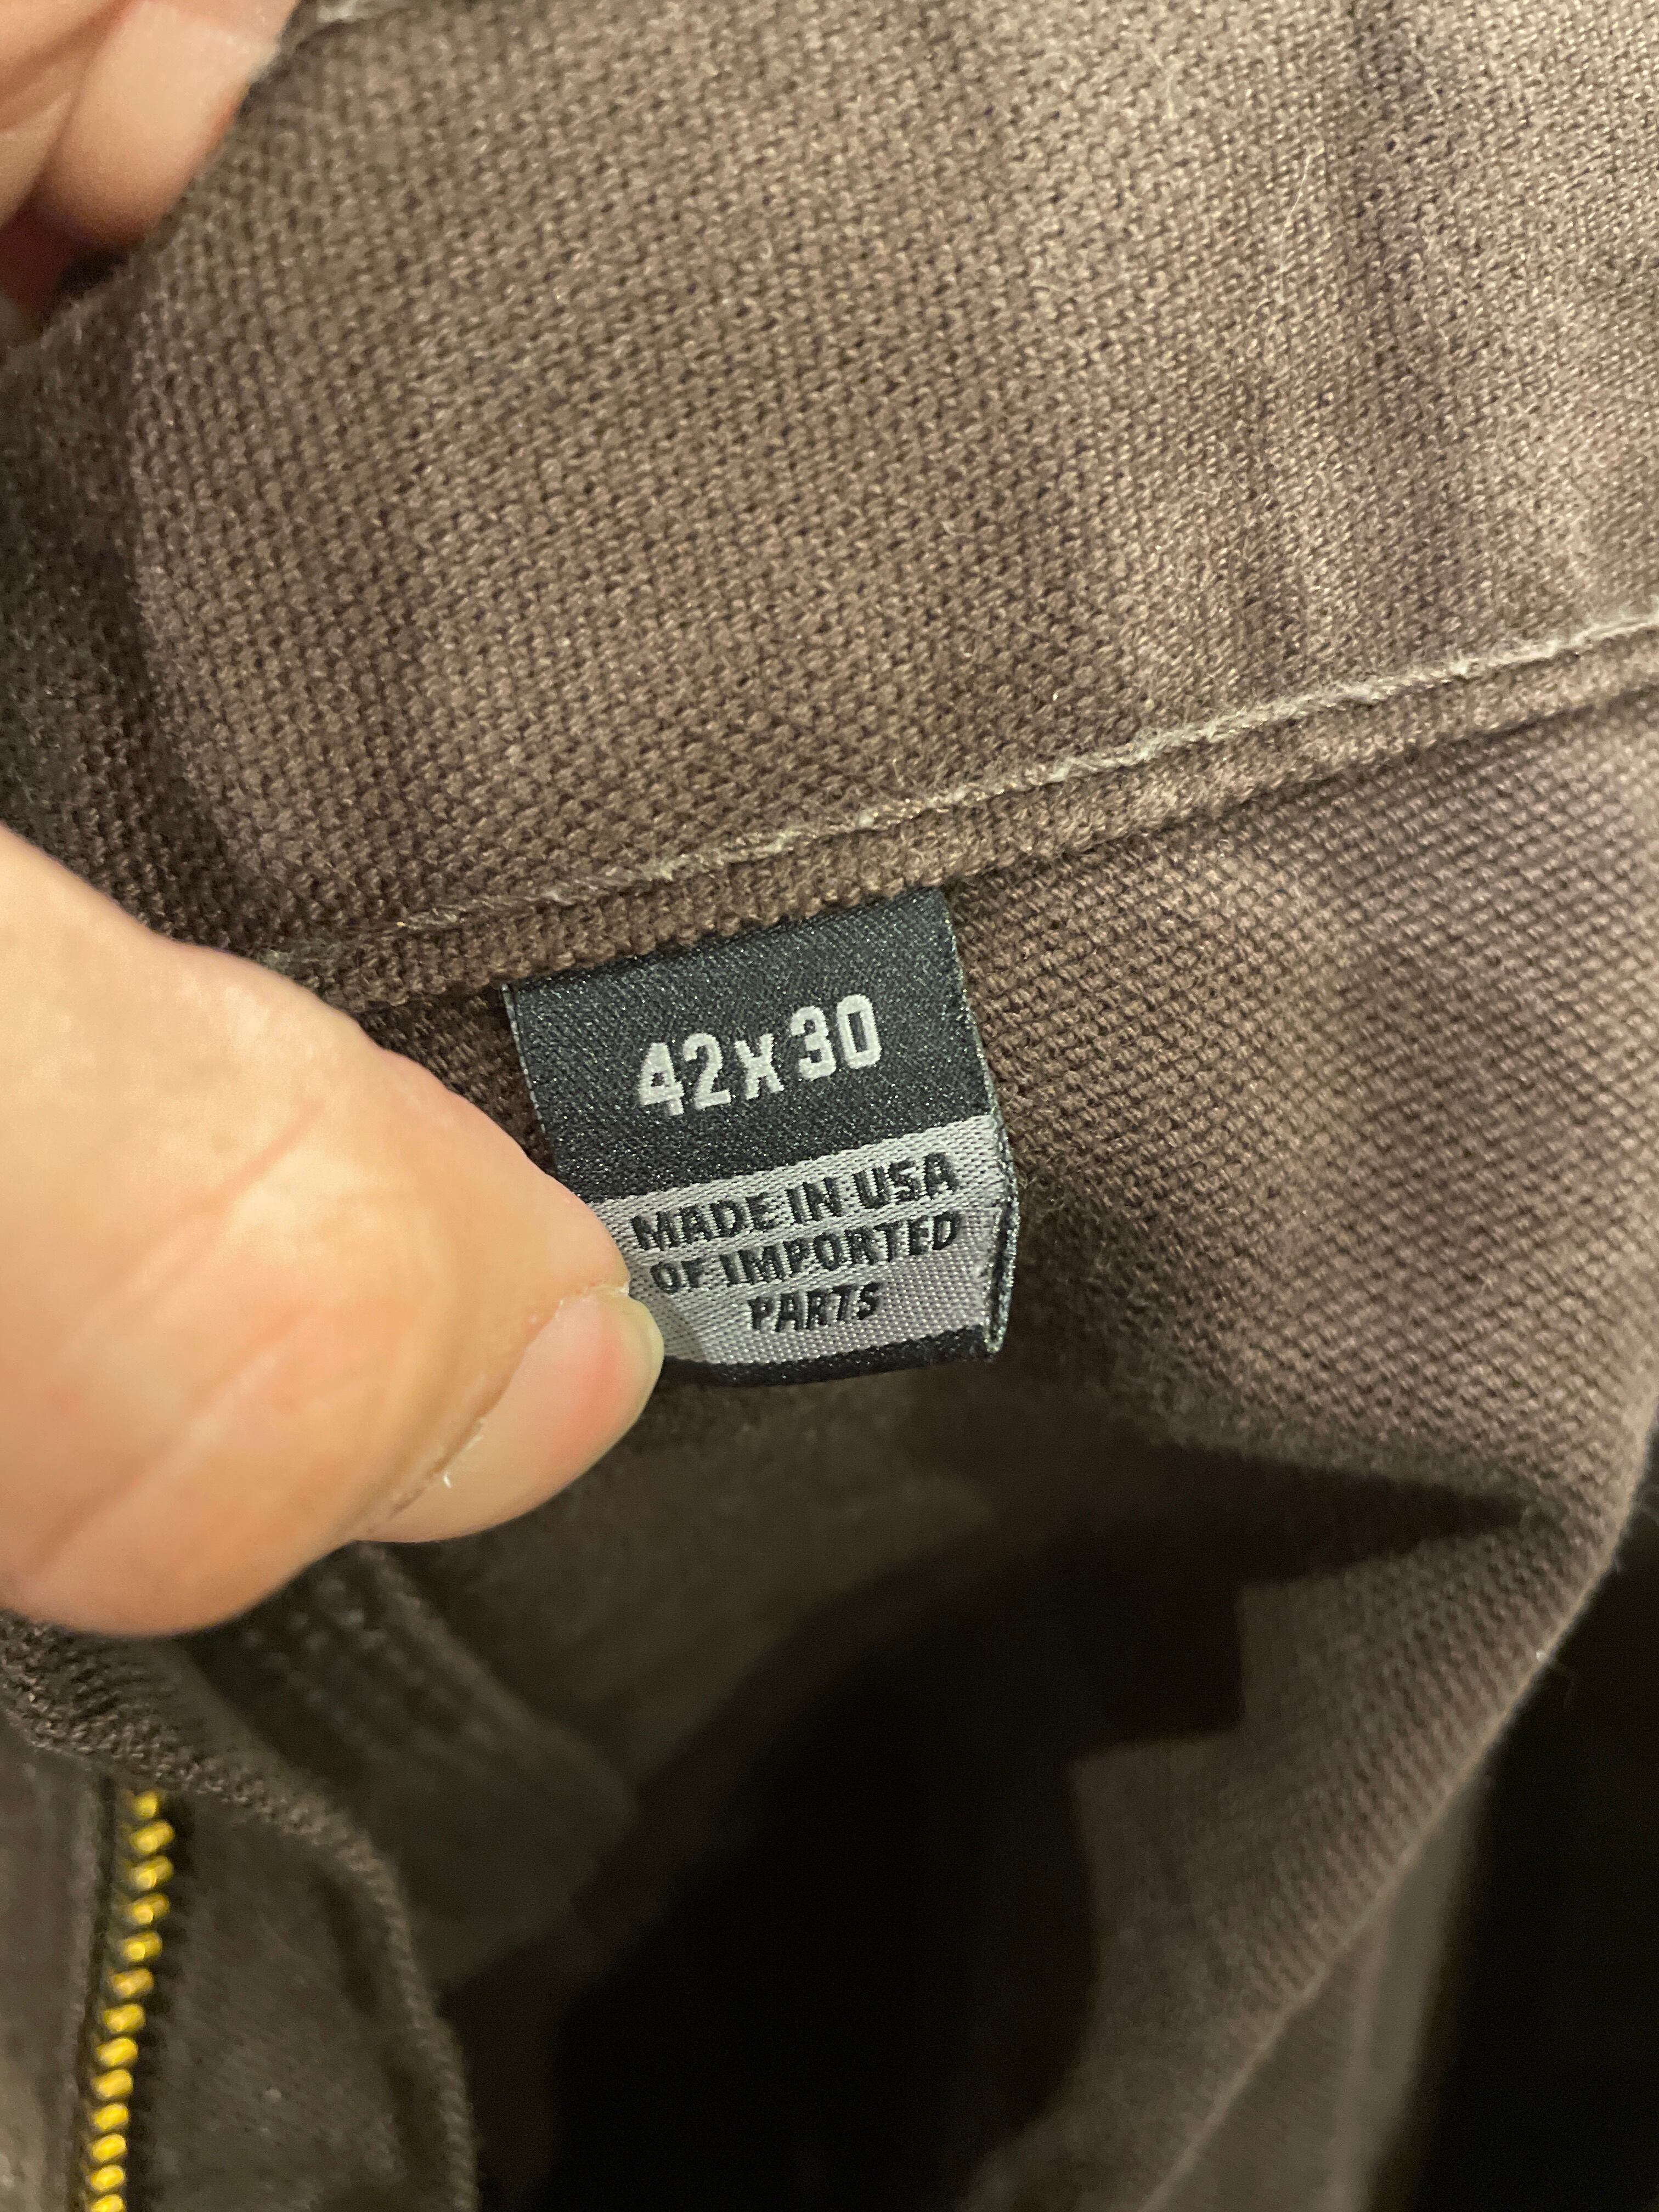 42x30
MADE IN USA
OF IMPORTED
PARTS